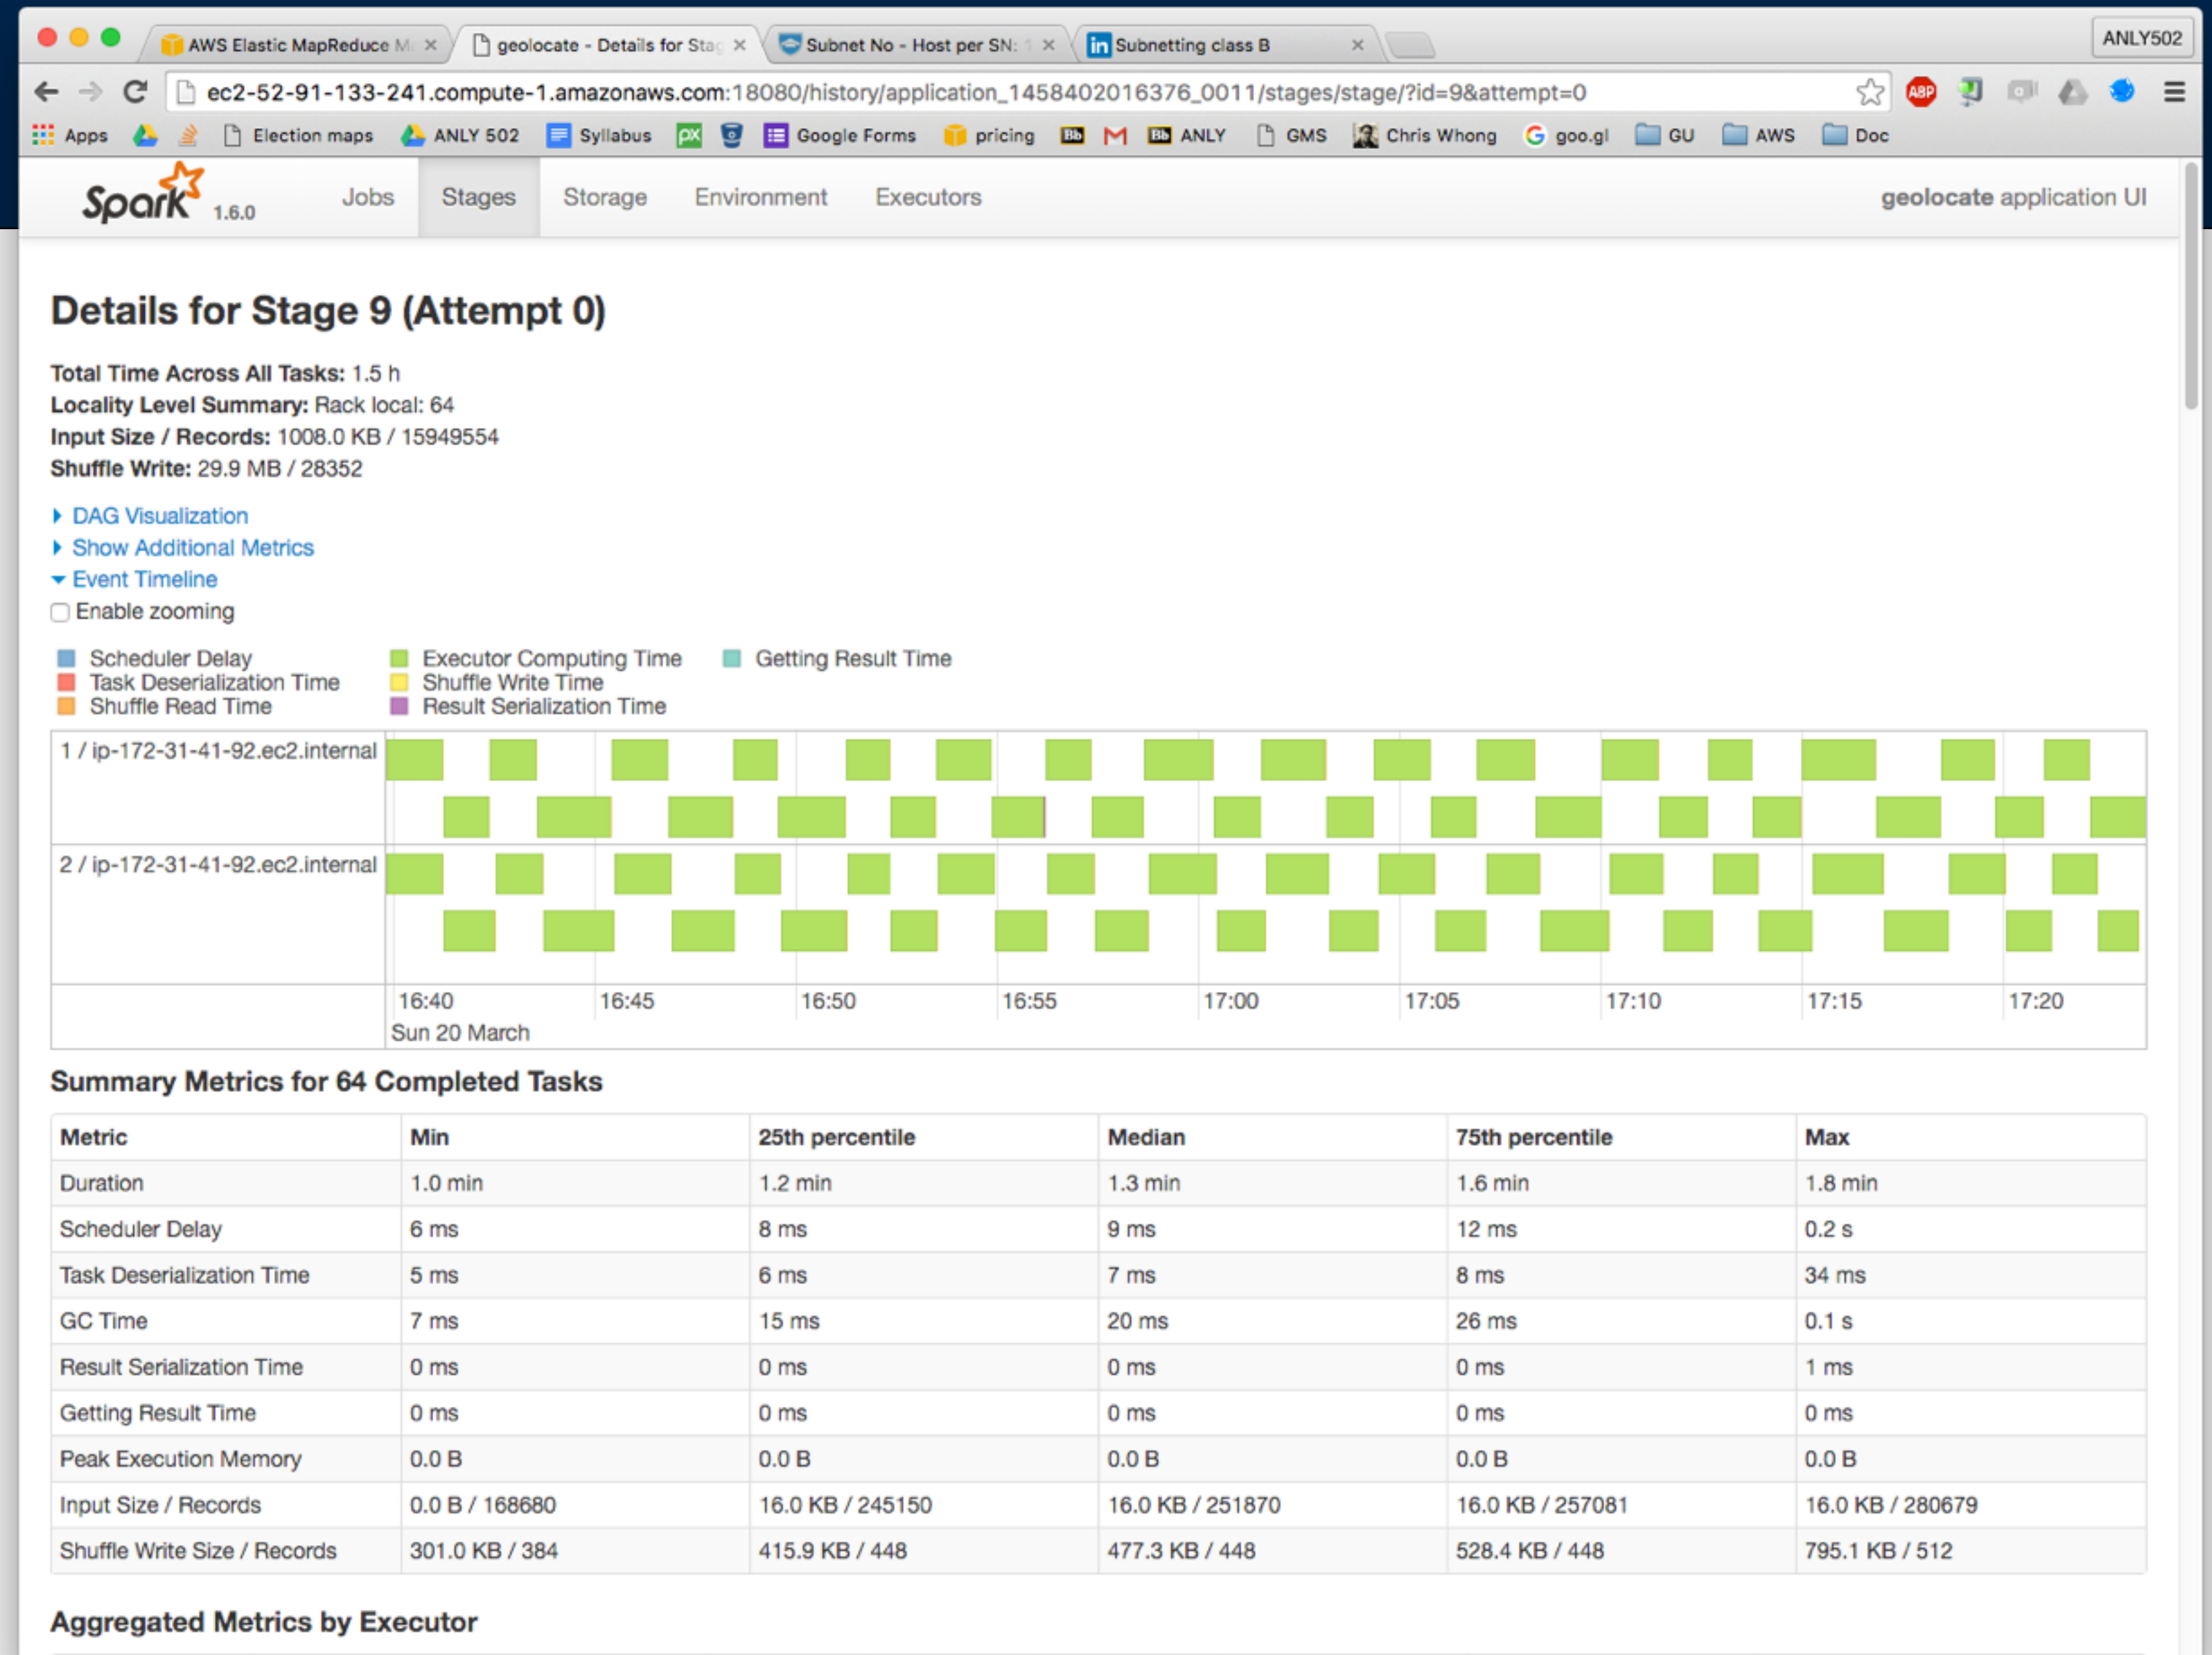 AWS Elastic MapReduce M
geolocate - Details for Stag
Subnet No - Host per SN: 1
in Subnetting class B
ANLY502
ec2-52-91-133-241.compute-1.amazonaws.com:18080/history/application_1458402016376_0011/stages/stage/?id=9&attempt=0
ABP
Apps Election maps ANLY 502 Syllabus px Google Forms pricing Bb Bb ANLY GMS Chris Whong goo.gl GU AWS Doc
Spark 1.6.0 Jobs Stages Storage Environment Executors geolocate application UI
Details for Stage 9 (Attempt 0)
Total Time Across All Tasks: 1.5 h
Locality Level Summary: Rack local: 64
Input Size / Records: 1008.0 KB / 15949554
Shuffle Write: 29.9 MB / 28352
DAG Visualization
Show Additional Metrics
Event Timeline
Enable zooming
Scheduler Delay Executor Computing Time Getting Result Time
Task Deserialization Time Shuffle Write Time
Shuffle Read Time Result Serialization Time
1 / ip-172-31-41-92.ec2.internal
2 / ip-172-31-41-92.ec2.internal
16:40 16:45 16:50 16:55 17:00 17:05 17:10 17:15 17:20
Sun 20 March
Summary Metrics for 64 Completed Tasks
Metric Min 25th percentile Median 75th percentile Max
Duration 1.0 min 1.2 min 1.3 min 1.6 min 1.8 min
Scheduler Delay 6 ms 8 ms 9 ms 12 ms 0.2 s
Task Deserialization Time 5 ms 6 ms 7 ms 8 ms 34 ms
GC Time 7 ms 15 ms 20 ms 26 ms 0.1 s
Result Serialization Time 0 ms 0 ms 0 ms 0 ms 1 ms
Getting Result Time 0 ms 0 ms 0 ms 0 ms 0 ms
Peak Execution Memory 0.0 B 0.0 B 0.0 B 0.0 B 0.0 B
Input Size / Records 0.0 B / 168680 16.0 KB / 245150 16.0 KB / 251870 16.0 KB / 257081 16.0 KB / 280679
Shuffle Write Size / Records 301.0 KB / 384 415.9 KB / 448 477.3 KB / 448 528.4 KB / 448 795.1 KB / 512
Aggregated Metrics by Executor